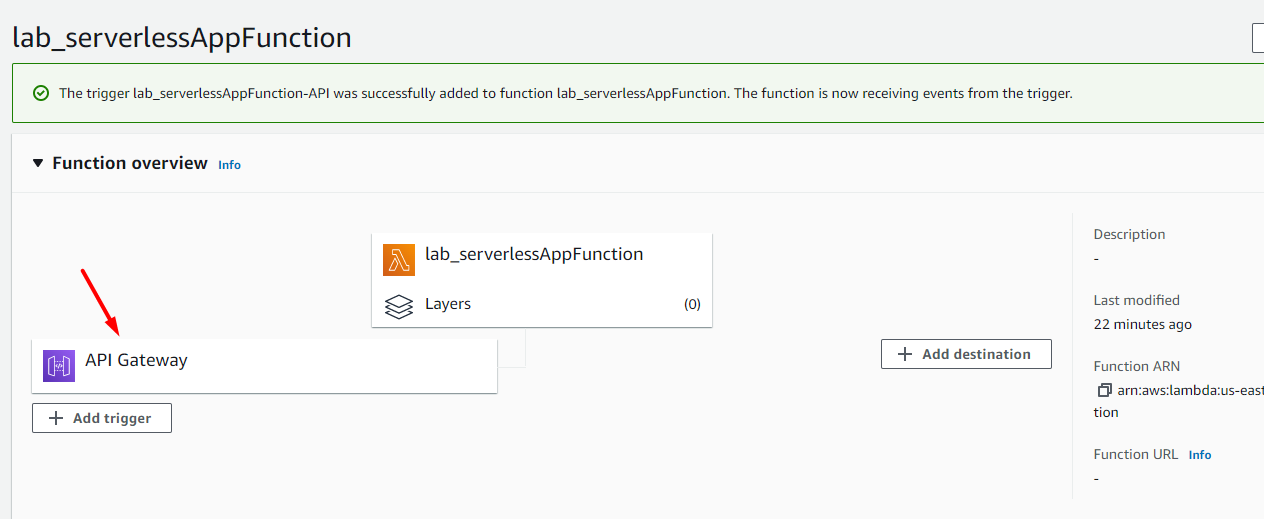 lab_serverlessAppFunction
The trigger lab_serverlessAppFunction-API was successfully added to function lab_serverlessAppFunction. The function is now receiving events from the trigger.
Function overview Info
lab_serverlessAppFunction
Layers (0)
API Gateway
Add trigger
Add destination
Description
-
Last modified
22 minutes ago
Function ARN
arn:aws:lambda:us-east
tion
Function URL Info
-